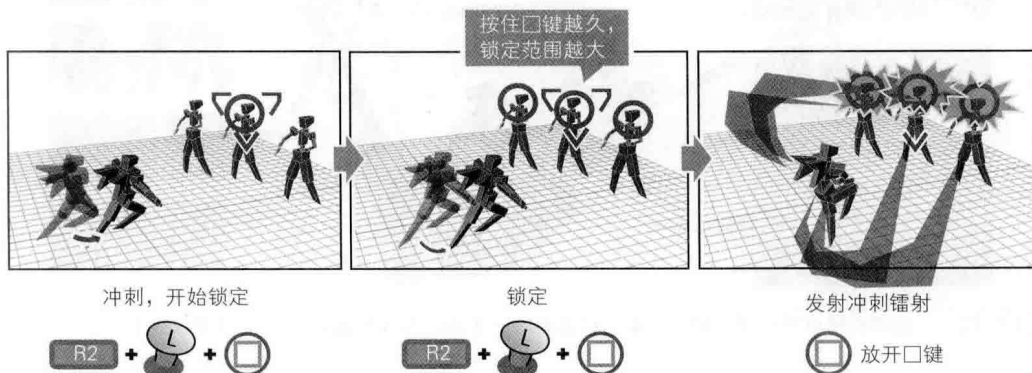 按住□键越久，
锁定范围越大
冲刺，开始锁定
锁定
发射冲刺镭射
R2 + L + □
R2 + L + □
□ 放开□键